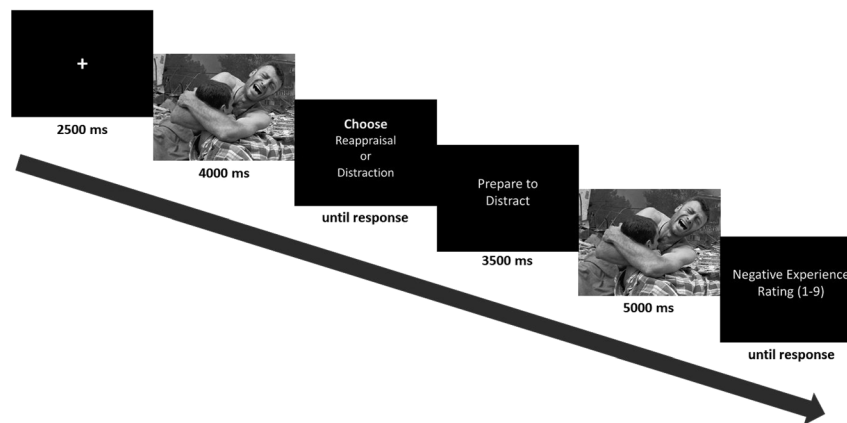 +
2500 ms
4000 ms
Choose
Reappraisal
or
Distraction
until response
Prepare to
Distract
3500 ms
5000 ms
Negative Experience
Rating (1-9)
until response